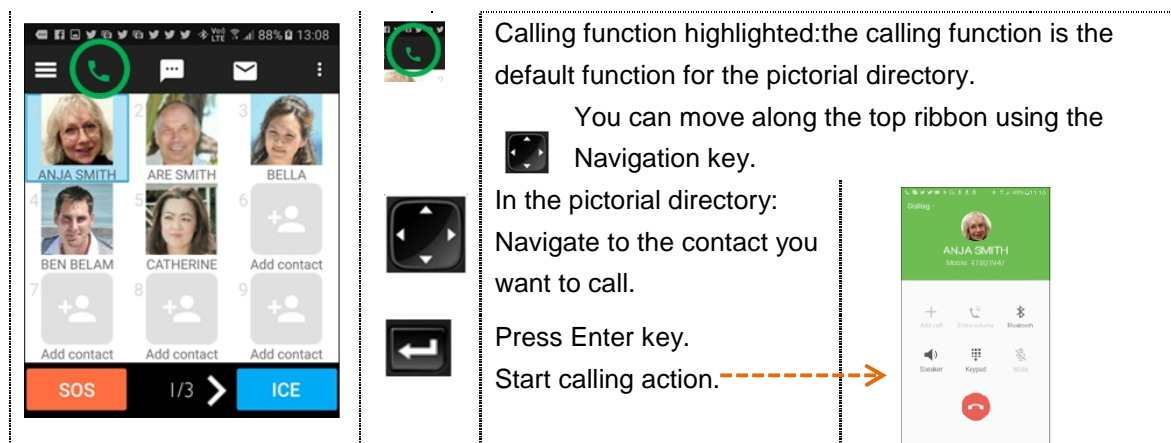 88% 13:08
1 2 3
ANJA SMITH ARE SMITH BELLA
4 5 6
BEN BELAM CATHERINE Add contact
7 8 9
Add contact Add contact Add contact
SOS 1/3 ICE
Calling function highlighted:the calling function is the
default function for the pictorial directory.
You can move along the top ribbon using the
Navigation key.
In the pictorial directory:
Navigate to the contact you
want to call.
Press Enter key.
Start calling action.
Dialling
ANJA SMITH
Mobile
Add call Extra volume Bluetooth
Speaker Keypad Mute